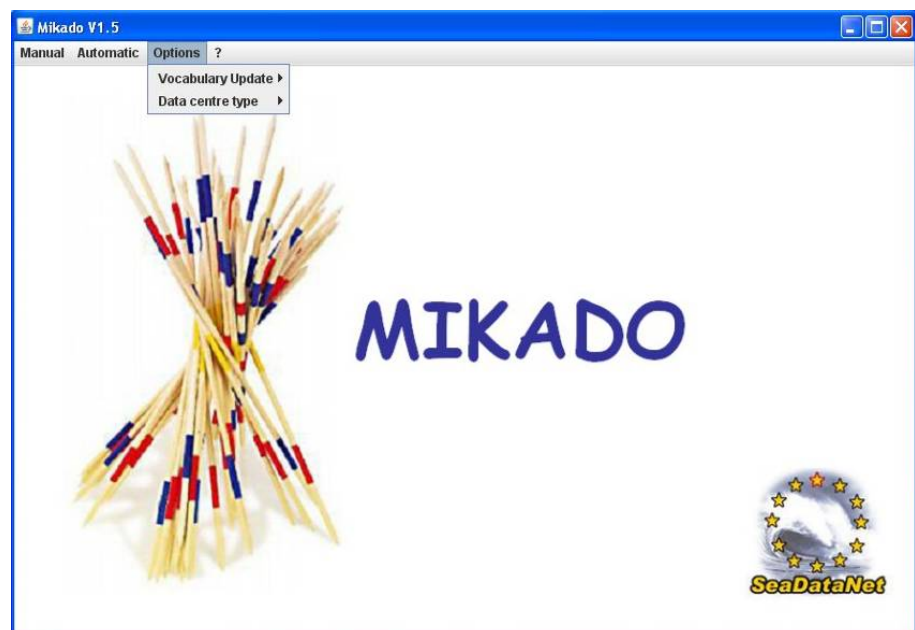 Mikado V1.5
Manual Automatic Options ?
Vocabulary Update
Data centre type
MIKADO
SeaDataNet